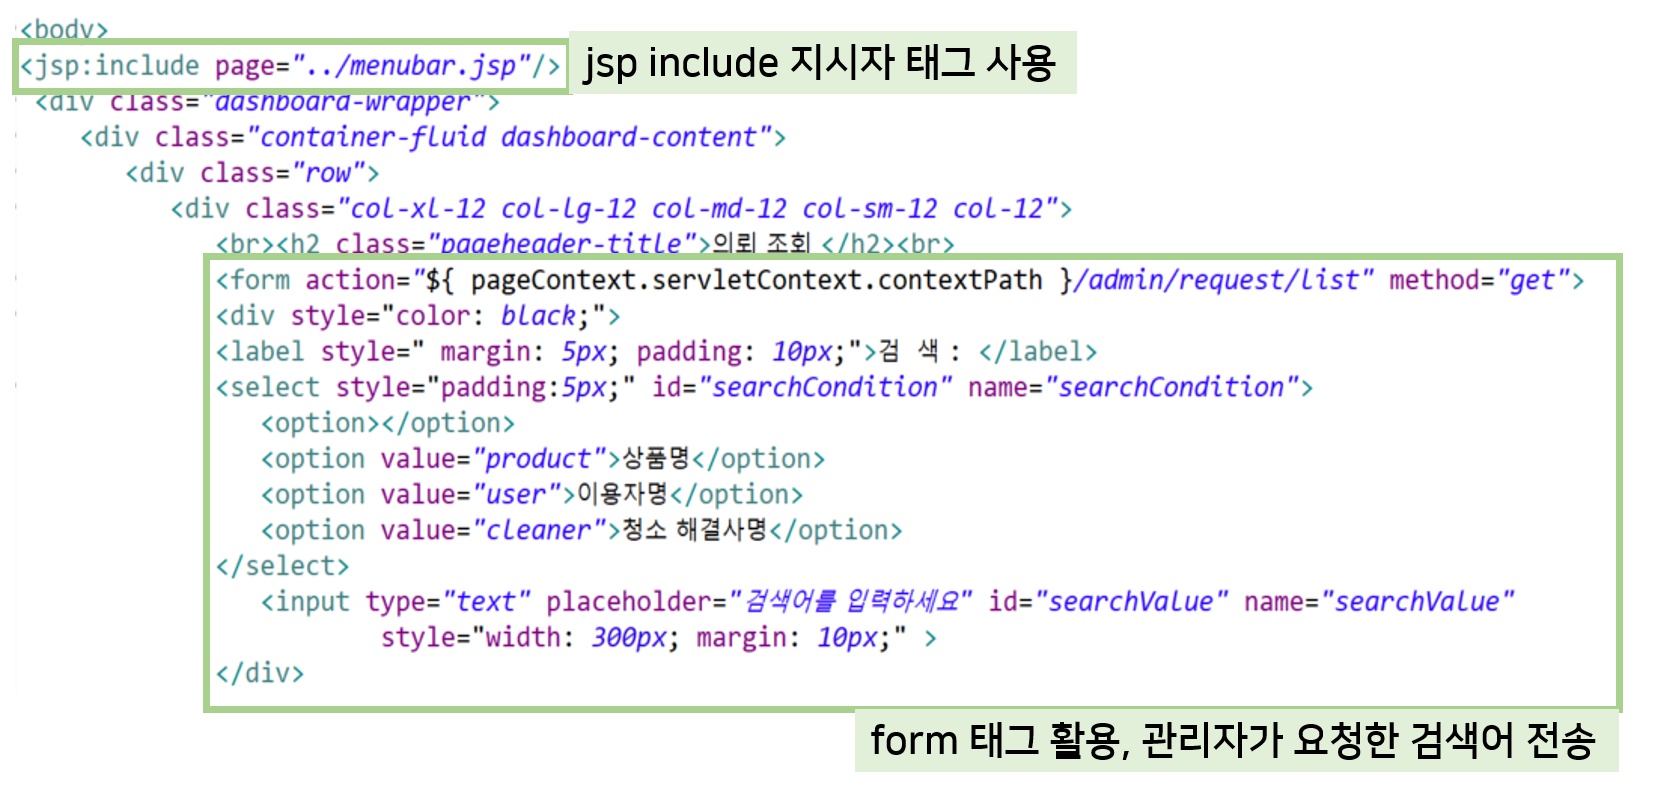 <body>
<jsp:include page="../menubar.jsp"/>
jsp include 지시자 태그 사용
<div class="dashboard-wrapper">
<div class="container-fluid dashboard-content">
<div class="row">
<div class="col-xl-12 col-lg-12 col-md-12 col-sm-12 col-12">
<br><h2 class="pageheader-title">의뢰 조회 </h2><br>
<form action="${ pageContext.servletContext.contextPath }/admin/request/list" method="get">
<div style="color: black;">
<label style=" margin: 5px; padding: 10px;">검 색 : </label>
<select style="padding:5px;" id="searchCondition" name="searchCondition">
<option></option>
<option value="product">상품명</option>
<option value="user">이용자명</option>
<option value="cleaner">청소 해결사명</option>
</select>
<input type="text" placeholder="검색어를 입력하세요" id="searchValue" name="searchValue"
style="width: 300px; margin: 10px;" >
</div>
form 태그 활용, 관리자가 요청한 검색어 전송